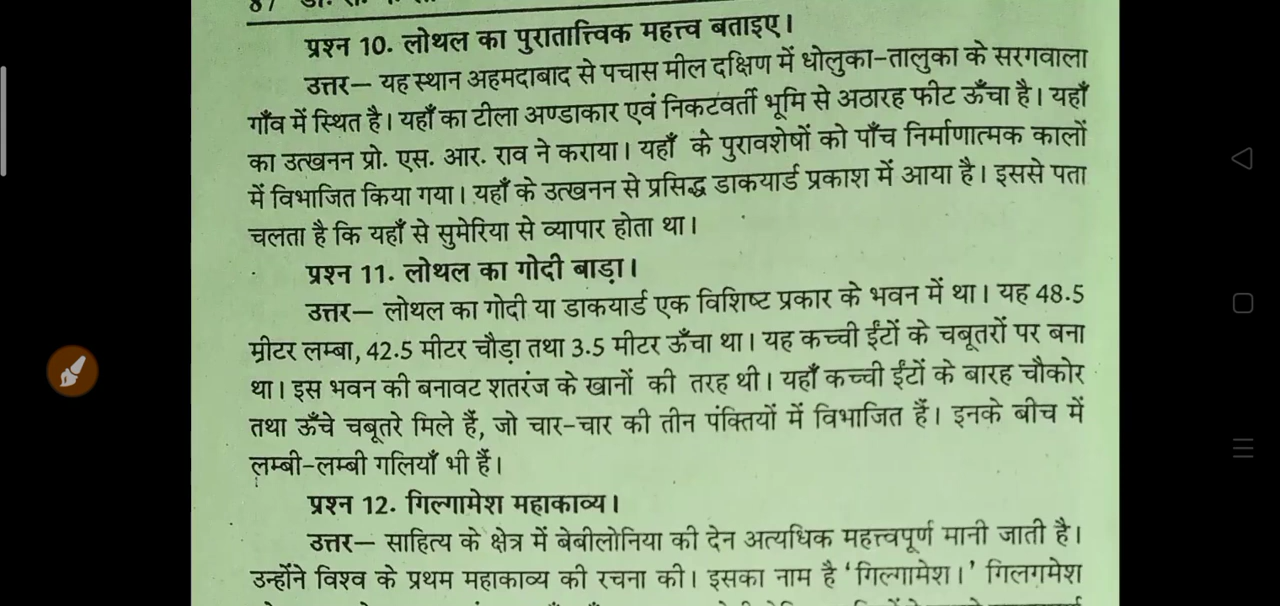 प्रश्न 10. लोथल का पुरातात्त्विक महत्त्व बताइए।
उत्तर— यह स्थान अहमदाबाद से पचास मील दक्षिण में धोलुका-तालुका के सरगवाला
गाँव में स्थित है। यहाँ का टीला अण्डाकार एवं निकटवर्ती भूमि से अठारह फीट ऊँचा है। यहाँ
का उत्खनन प्रो. एस. आर. राव ने कराया। यहाँ के पुरावशेषों को पाँच निर्माणात्मक कालों
में विभाजित किया गया। यहाँ के उत्खनन से प्रसिद्ध डाकयार्ड प्रकाश में आया है। इससे पता
चलता है कि यहाँ से सुमेरिया से व्यापार होता था।
प्रश्न 11. लोथल का गोदी बाड़ा।
उत्तर— लोथल का गोदी या डाकयार्ड एक विशिष्ट प्रकार के भवन में था। यह 48.5
मीटर लम्बा, 42.5 मीटर चौड़ा तथा 3.5 मीटर ऊँचा था। यह कच्ची ईंटों के चबूतरों पर बना
था। इस भवन की बनावट शतरंज के खानों की तरह थी। यहाँ कच्ची ईंटों के बारह चौकोर
तथा ऊँचे चबूतरे मिले हैं, जो चार-चार की तीन पंक्तियों में विभाजित हैं। इनके बीच में
लम्बी-लम्बी गलियाँ भी हैं।
प्रश्न 12. गिल्गामेश महाकाव्य।
उत्तर— साहित्य के क्षेत्र में बेबीलोनिया की देन अत्यधिक महत्त्वपूर्ण मानी जाती है।
उन्होंने विश्व के प्रथम महाकाव्य की रचना की। इसका नाम है 'गिल्गामेश।' गिलगमेश